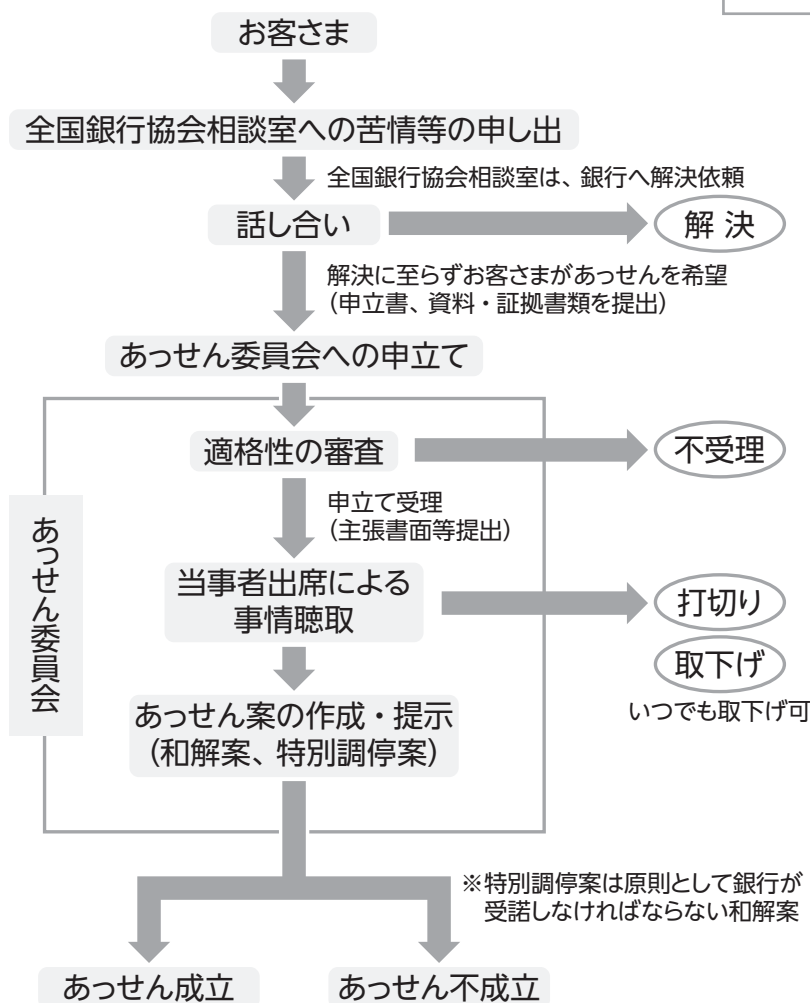 お客さま
全国銀行協会相談室への苦情等の申し出
全国銀行協会相談室は、銀行へ解決依頼
話し合い
解 決
解決に至らずお客さまがあっせんを希望
（申立書、資料・証拠書類を提出）
あっせん委員会への申立て
適格性の審査
不受理
申立て受理
（主張書面等提出）
あっせん委員会
当事者出席による
事情聴取
打切り
取下げ
いつでも取下げ可
あっせん案の作成・提示
（和解案、特別調停案）
※特別調停案は原則として銀行が
受諾しなければならない和解案
あっせん成立
あっせん不成立